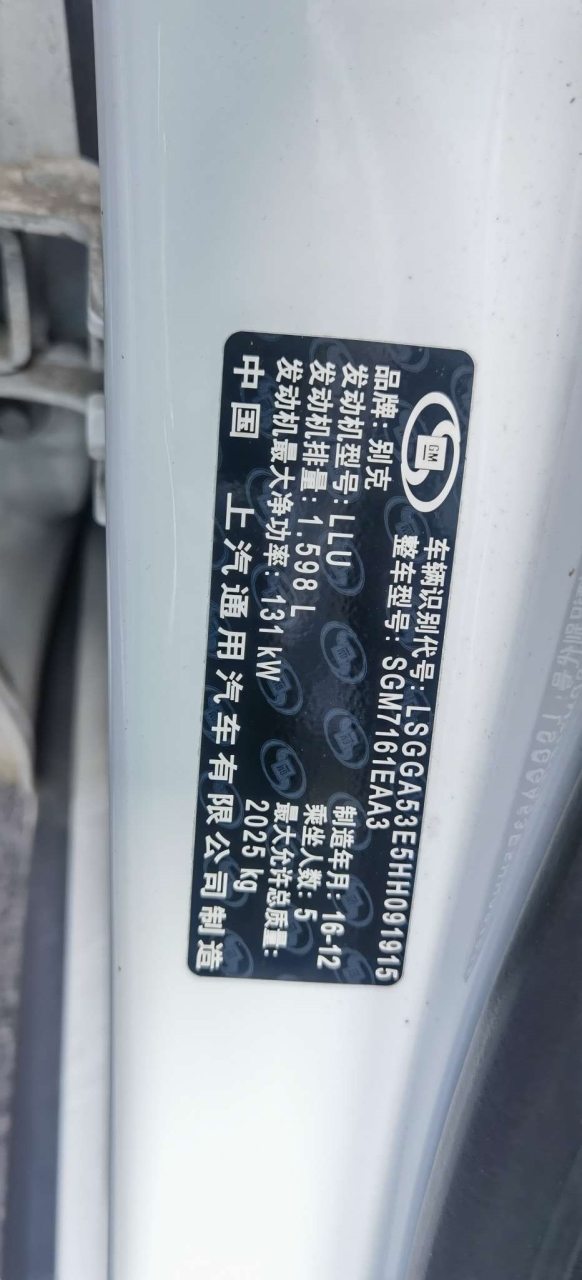 GM
车辆识别代号: LSGGA53E5HH091915
整车型号: SGM7161EAA3
品牌: 别克
发动机型号: LLU
发动机排量: 1.598 L
发动机最大净功率: 131 kW
制造年月: 16-12
乘坐人数: 5
最大允许总质量:
2025 kg
中国 上汽通用汽车有限公司制造